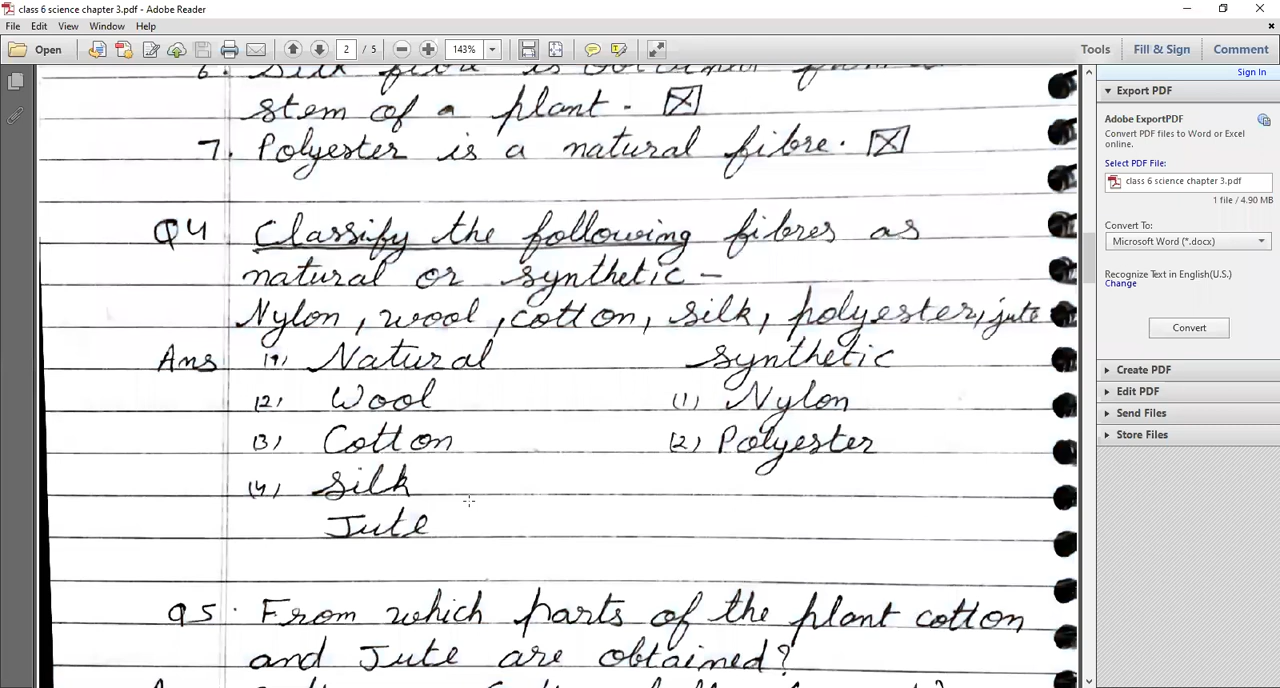 class 6 science chapter 3.pdf - Adobe Reader
File Edit View Window Help
Open 2 / 5 143% Tools Fill & Sign Comment
Sign In
Export PDF
Adobe ExportPDF
Convert PDF files to Word or Excel online.
Select PDF File:
class 6 science chapter 3.pdf
1 file / 4.90 MB
Convert To:
Microsoft Word (*.docx)
Recognize Text in English(U.S.)
Change
Convert
Create PDF
Edit PDF
Send Files
Store Files
6. Silk fibre is obtained from
stem of a plant. [X]
7. Polyester is a natural fibre. [X]
Q4 Classify the following fibres as
natural or synthetic -
Nylon, wool, cotton, silk, polyester, jute
Ans (1) Natural synthetic
(2) Wool (1) Nylon
(3) Cotton (2) Polyester
(4) Silk
Jute
Q5. From which parts of the plant cotton
and Jute are obtained?